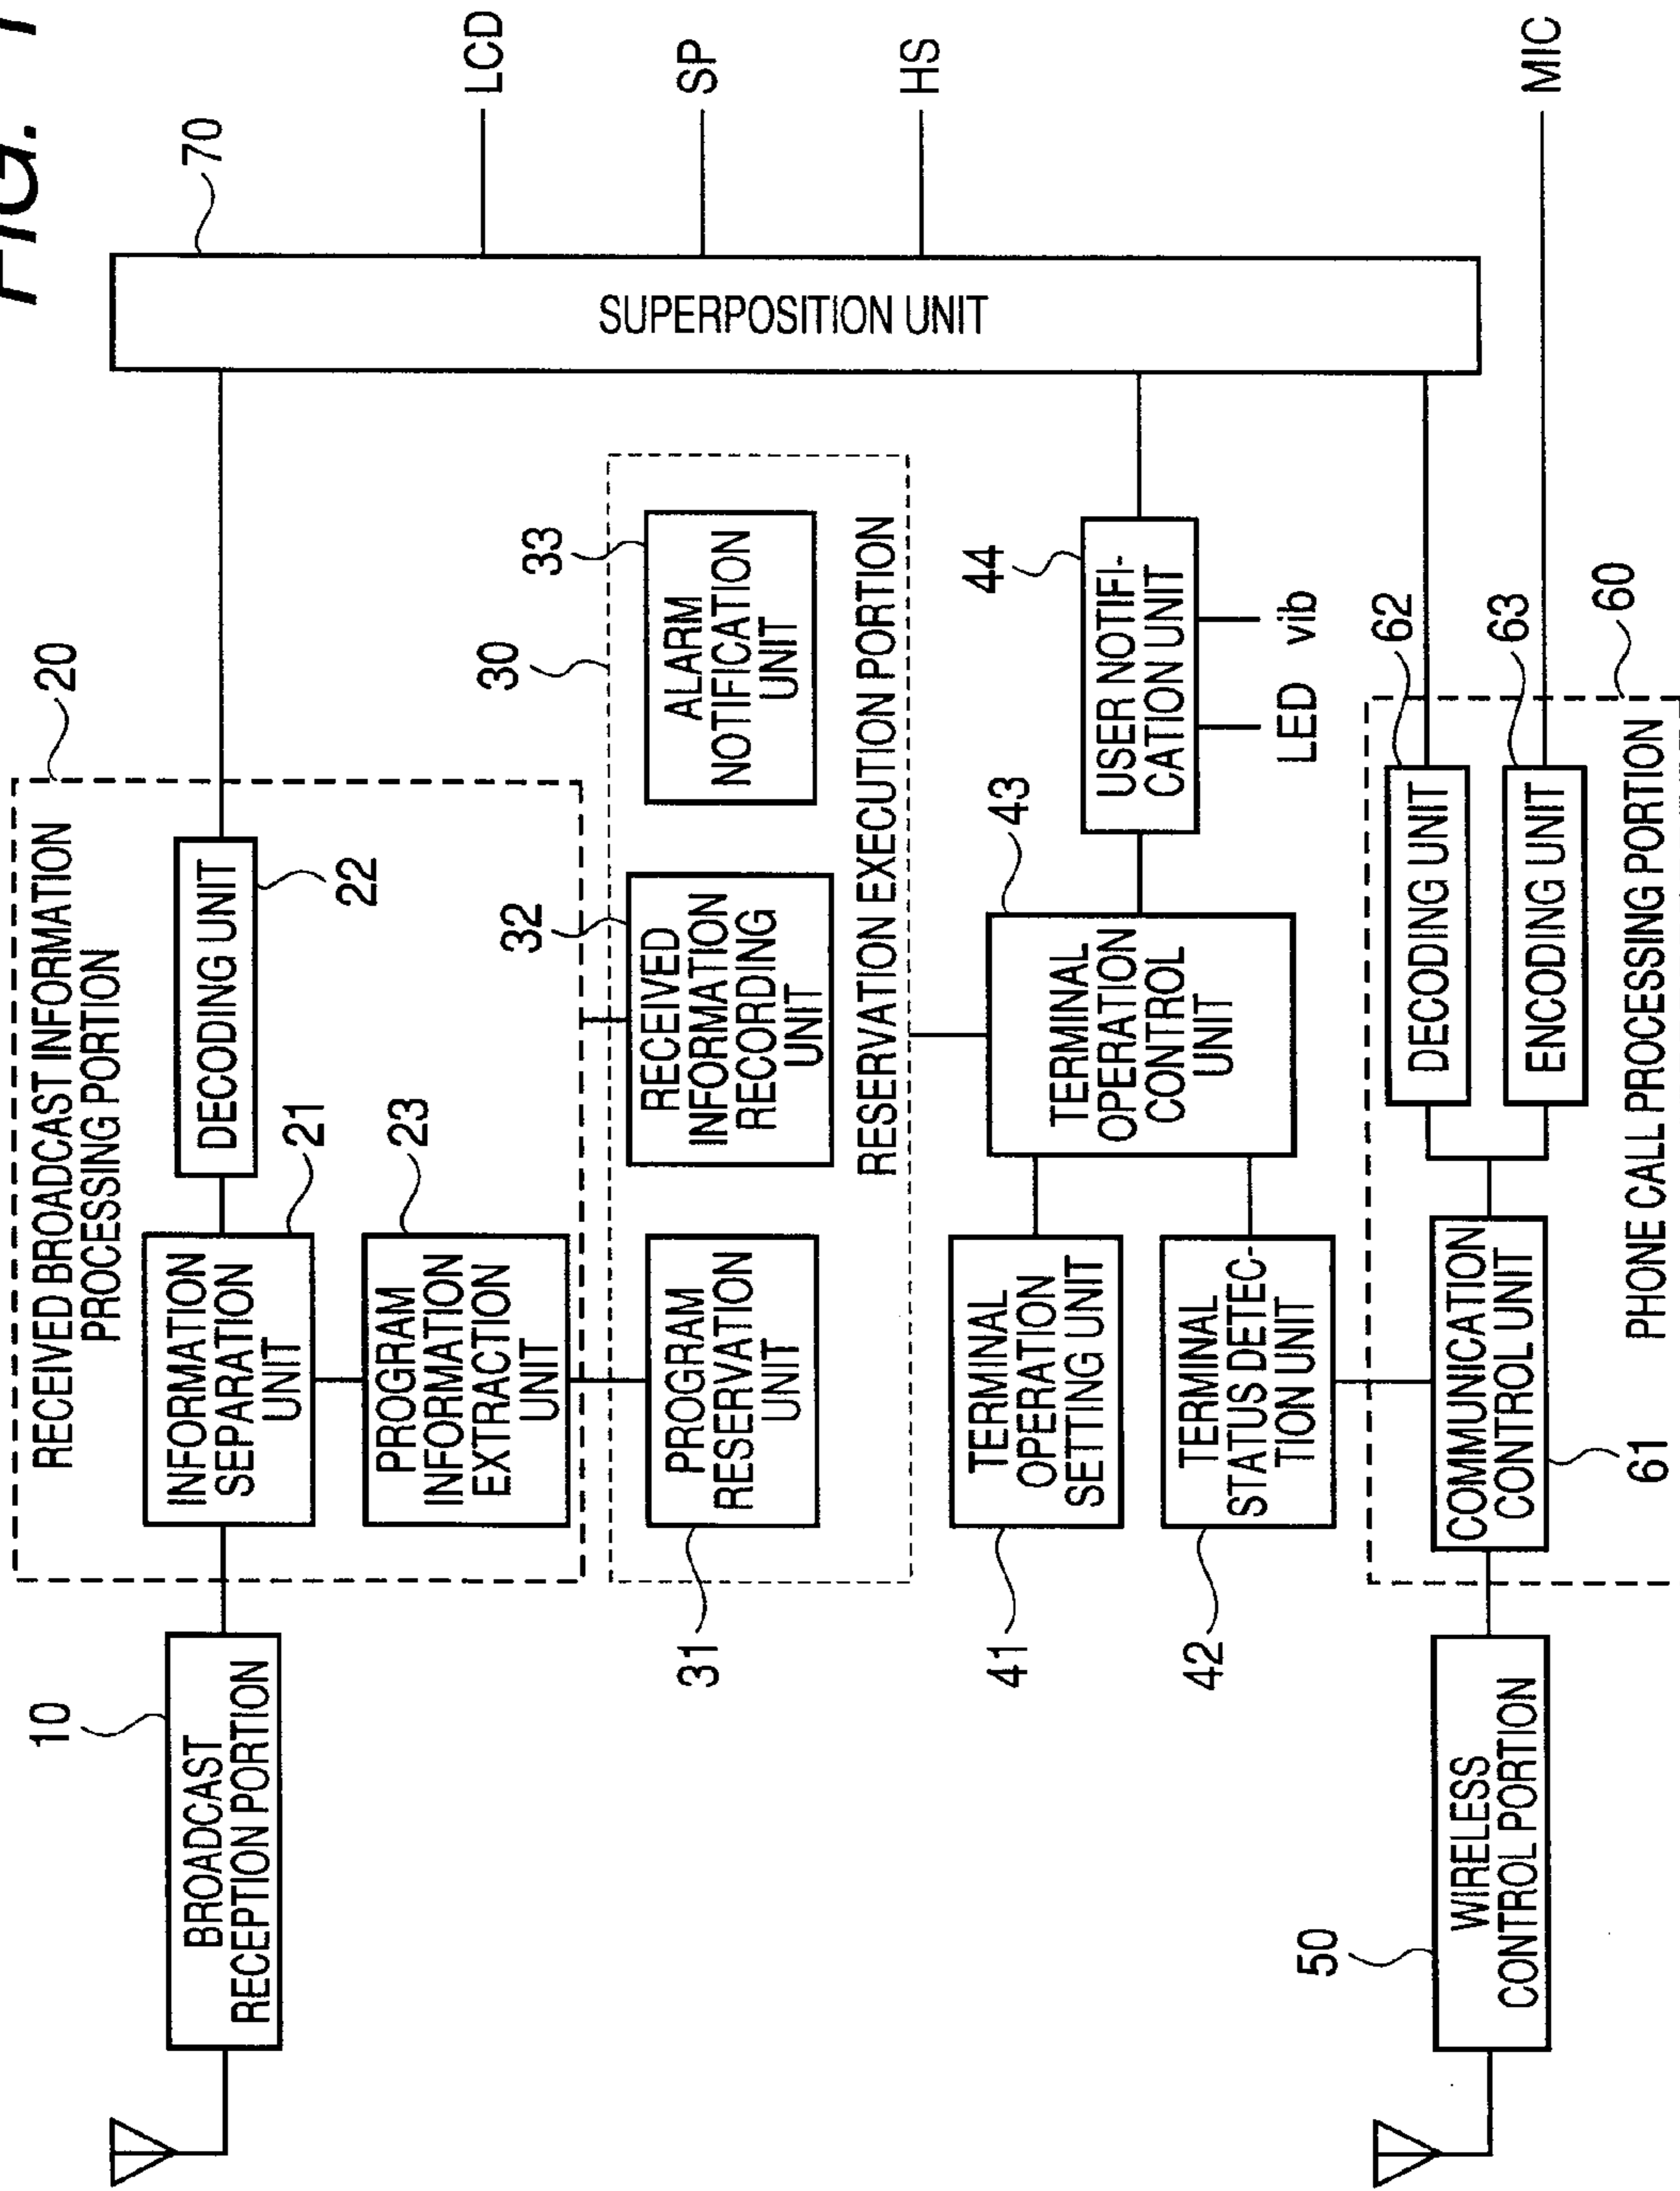 FIG. 1
RECEIVED BROADCAST INFORMATION
PROCESSING PORTION
20
10
BROADCAST
RECEPTION PORTION
INFORMATION
SEPARATION
UNIT
21
DECODING UNIT
22
PROGRAM
INFORMATION
EXTRACTION
UNIT
23
70
SUPERPOSITION UNIT
LCD
SP
HS
MIC
30
31
PROGRAM
RESERVATION
UNIT
32
RECEIVED
INFORMATION
RECORDING
UNIT
33
ALARM
NOTIFICATION
UNIT
RESERVATION EXECUTION PORTION
41
TERMINAL
OPERATION
SETTING UNIT
42
TERMINAL
STATUS DETEC-
TION UNIT
43
TERMINAL
OPERATION
CONTROL
UNIT
44
USER NOTIFI-
CATION UNIT
LED
vib
50
WIRELESS
CONTROL PORTION
60
61
COMMUNICATION
CONTROL UNIT
62
DECODING UNIT
63
ENCODING UNIT
PHONE CALL PROCESSING PORTION